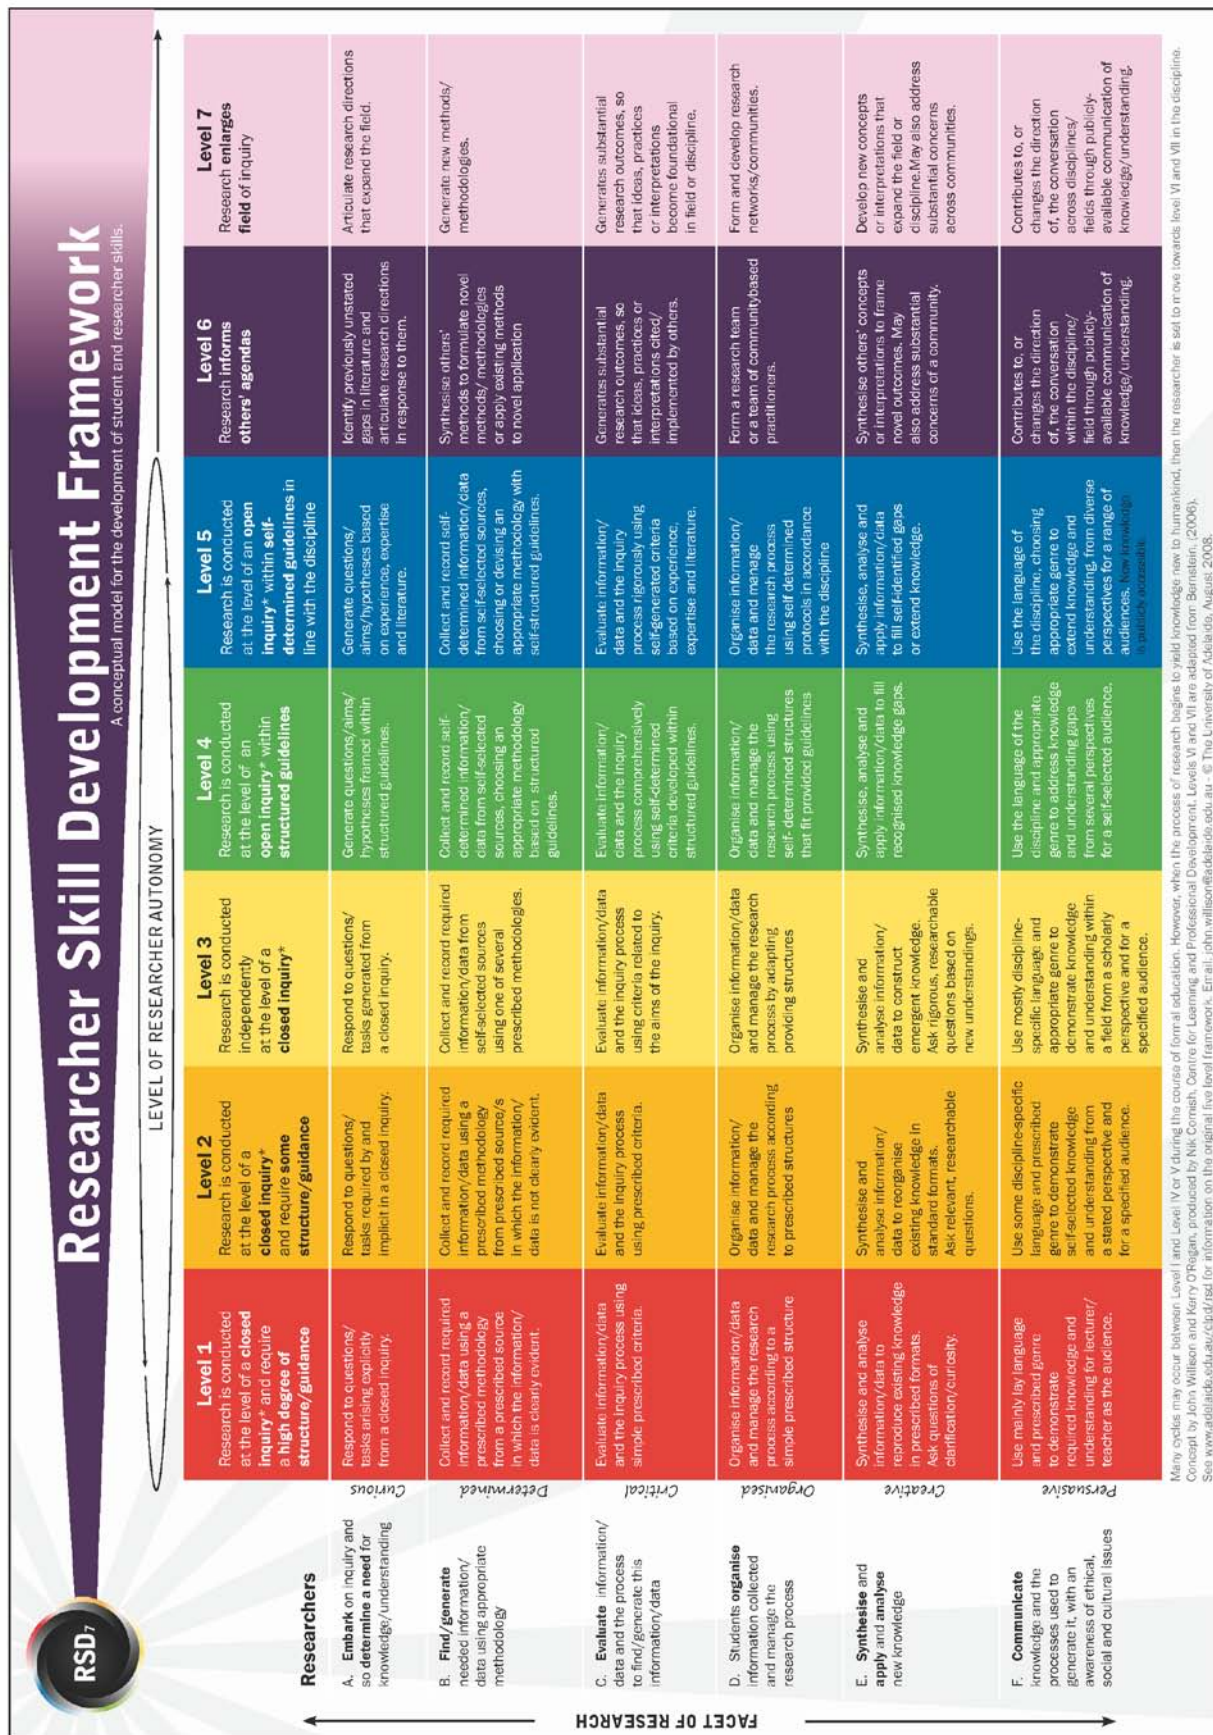 RSD7
Researcher Skill Development Framework
A conceptual model for the development of student and researcher skills.
LEVEL OF RESEARCHER AUTONOMY
FACET OF RESEARCH
Researchers
Level 1
Research is conducted
at the level of a closed
inquiry* and require
a high degree of
structure/guidance
Level 2
Research is conducted
at the level of a
closed inquiry*
and require some
structure/guidance
Level 3
Research is conducted
independently
at the level of a
closed inquiry*
Level 4
Research is conducted
at the level of an
open inquiry* within
structured guidelines
Level 5
Research is conducted
at the level of an open
inquiry* within self-
determined guidelines in
line with the discipline
Level 6
Research informs
others' agendas
Level 7
Research enlarges
field of inquiry
A. Embark on inquiry and
so determine a need for
knowledge/understanding
Curious
Respond to questions/
tasks arising explicitly
from a closed inquiry.
Respond to questions/
tasks required by and
implicit in a closed inquiry.
Respond to questions/
tasks generated from
a closed inquiry.
Generate questions/aims/
hypotheses framed within
structured guidelines.
Generate questions/
aims/hypotheses based
on experience, expertise
and literature.
Identify previously unstated
gaps in literature and
articulate research directions
in response to them.
Articulate research directions
that expand the field.
B. Find/generate
needed information/
data using appropriate
methodology
Determined
Collect and record required
information/data using a
prescribed methodology
from a prescribed source
in which the information/
data is clearly evident.
Collect and record required
information/data using a
prescribed methodology
from prescribed source/s
in which the information/
data is not clearly evident.
Collect and record required
information/data from
self-selected sources
using one of several
prescribed methodologies.
Collect and record self-
determined information/
data from self-selected
sources, choosing an
appropriate methodology
based on structured
guidelines.
Collect and record self-
determined information/data
from self-selected sources,
choosing or devising an
appropriate methodology with
self-structured guidelines.
Synthesise others'
methods to formulate novel
methods/ methodologies
or apply existing methods
to novel application
Generate new methods/
methodologies.
C. Evaluate information/
data and the process
to find/generate this
information/data
Critical
Evaluate information/data
and the inquiry process using
simple prescribed criteria.
Evaluate information/data
and the inquiry process
using prescribed criteria.
Evaluate information/data
and the inquiry process
using criteria related to
the aims of the inquiry.
Evaluate information/
data and the inquiry
process comprehensively
using self-determined
criteria developed within
structured guidelines.
Evaluate information/
data and the inquiry
process rigorously using
self-generated criteria
based on experience,
expertise and literature.
Generates substantial
research outcomes, so
that ideas, practices or
interpretations cited/
implemented by others.
Generates substantial
research outcomes, so
that ideas, practices
or interpretations
become foundational
in field or discipline.
D. Students organise
information collected
and manage the
research process
Organised
Organise information/data
and manage the research
process according to a
simple prescribed structure
Organise information/
data and manage the
research process according
to prescribed structures
Organise information/data
and manage the research
process by adapting
providing structures
Organise information/
data and manage the
research process using
self- determined structures
that fit provided guidelines
Organise information/
data and manage
the research process
using self determined
protocols in accordance
with the discipline
Form a research team
or a team of communitybased
practitioners.
Form and develop research
networks/communities.
E. Synthesise and
apply and analyse
new knowledge
Creative
Synthesise and analyse
information/data to
reproduce existing knowledge
in prescribed formats.
Ask questions of
clarification/curiosity.
Synthesise and
analyse information/
data to reorganise
existing knowledge in
standard formats.
Ask relevant, researchable
questions.
Synthesise and
analyse information/
data to construct
emergent knowledge.
Ask rigorous, researchable
questions based on
new understandings.
Synthesise, analyse and
apply information/data to fill
recognised knowledge gaps.
Synthesise, analyse and
apply information/data
to fill self-identified gaps
or extend knowledge.
Synthesise others' concepts
or interpretations to frame
novel outcomes. May
also address substantial
concerns of a community.
Develop new concepts
or interpretations that
expand the field or
discipline.May also address
substantial concerns
across communities.
F. Communicate
knowledge and the
processes used to
generate it, with an
awareness of ethical,
social and cultural issues
Persuasive
Use mainly lay language
and prescribed genre
to demonstrate
required knowledge and
understanding for lecturer/
teacher as the audience.
Use some discipline-specific
language and prescribed
genre to demonstrate
self-selected knowledge
and understanding from
a stated perspective and
for a specified audience.
Use mostly discipline-
specific language and
appropriate genre to
demonstrate knowledge
and understanding within
a field from a scholarly
perspective and for a
specified audience.
Use the language of the
discipline and appropriate
genre to address knowledge
and understanding gaps
from several perspectives
for a self-selected audience.
Use the language of
the discipline, choosing
appropriate genre to
extend knowledge and
understanding, from diverse
perspectives for a range of
audiences. Now knowledge
is publicly accessible
Contributes to, or
changes the direction
of, the conversation
within the discipline/
field through publicly-
available communication of
knowledge/understanding.
Contributes to, or
changes the direction
of, the conversation
across disciplines/
fields through publicly-
available communication of
knowledge/understanding.
Many cycles may occur between Level I and Level IV or V during the course of formal education. However, when the process of research begins to yield knowledge new to humankind, then the researcher is set to move towards level VI and VII in the discipline.
Concept by John Willison and Kerry O'Regan, produced by Nik Cornish, Centre for Learning and Professional Development. Levels VI and VII are adapted from Bernstein, (2006).
See www.adelaide.edu.au/clpd/rsd for information on the original five level framework. Email. john.willison@adelaide.edu.au - © The University of Adelaide, August 2008.